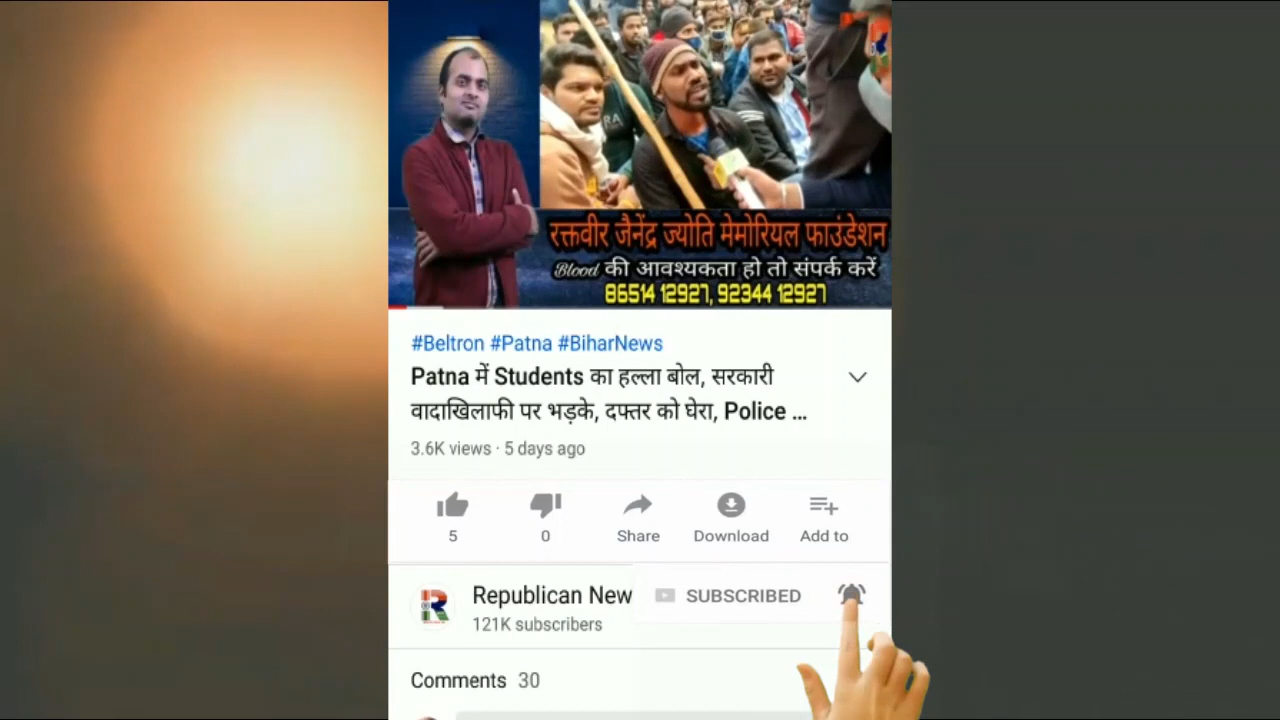 RA
रक्तवीर जैनेंद्र ज्योति मेमोरियल फाउंडेशन
Blood की आवश्यकता हो तो संपर्क करें
86514 12927, 92344 12927
#Beltron #Patna #BiharNews
Patna में Students का हल्ला बोल, सरकारी
वादाखिलाफी पर भड़के, दफ्तर को घेरा, Police ...
3.6K views · 5 days ago
5 0 Share Download Add to
Republican New SUBSCRIBED
121K subscribers
Comments 30